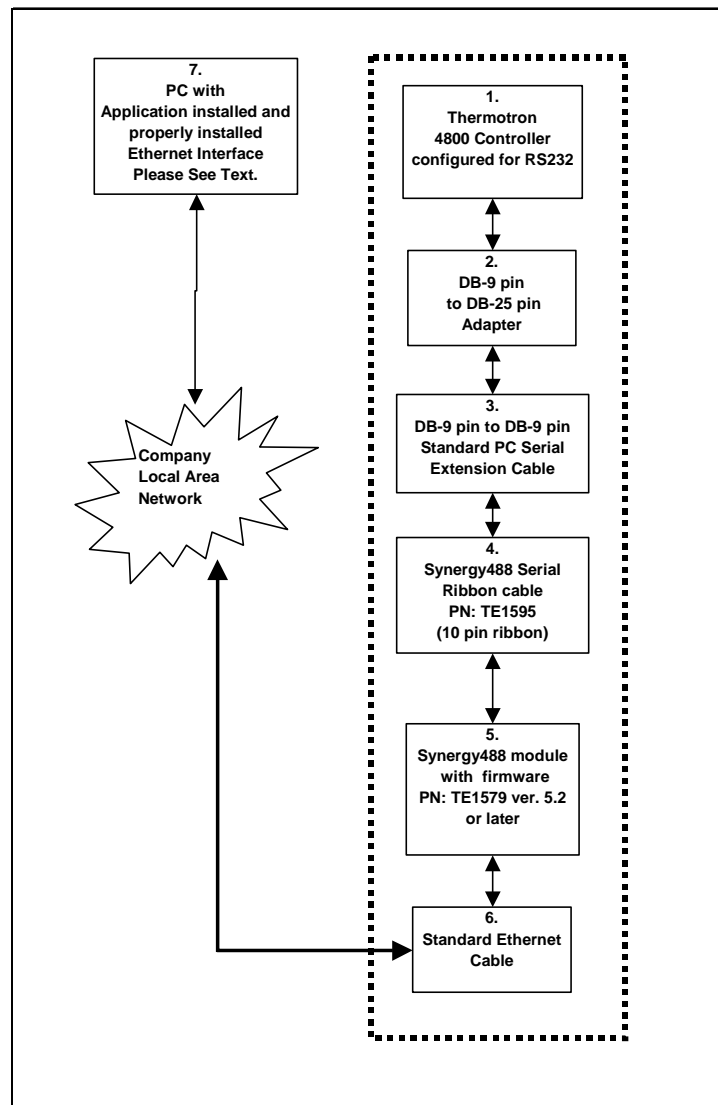 7.
PC with
Application installed and
properly installed
Ethernet Interface
Please See Text.
Company
Local Area
Network
1.
Thermotron
4800 Controller
configured for RS232
2.
DB-9 pin
to DB-25 pin
Adapter
3.
DB-9 pin to DB-9 pin
Standard PC Serial
Extension Cable
4.
Synergy488 Serial
Ribbon cable
PN: TE1595
(10 pin ribbon)
5.
Synergy488 module
with firmware
PN: TE1579 ver. 5.2
or later
6.
Standard Ethernet
Cable